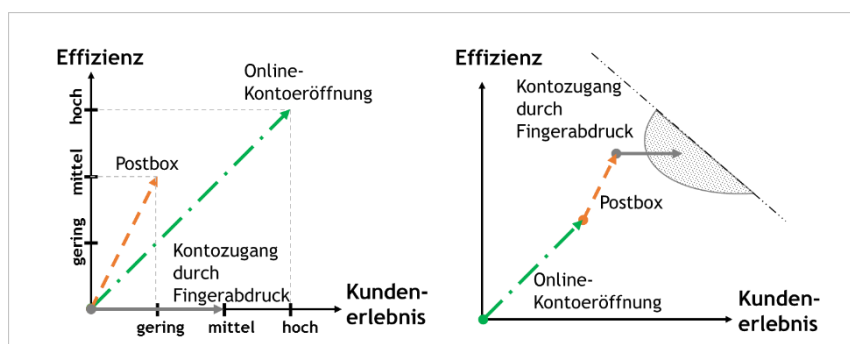 Effizienz
Online-
Kontoeröffnung
hoch
Postbox
mittel
gering
Kontozugang
durch
Fingerabdruck
Kunden-
erlebnis
gering
mittel
hoch
Effizienz
Kontozugang
durch
Fingerabdruck
Postbox
Online-
Kontoeröffnung
Kunden-
erlebnis